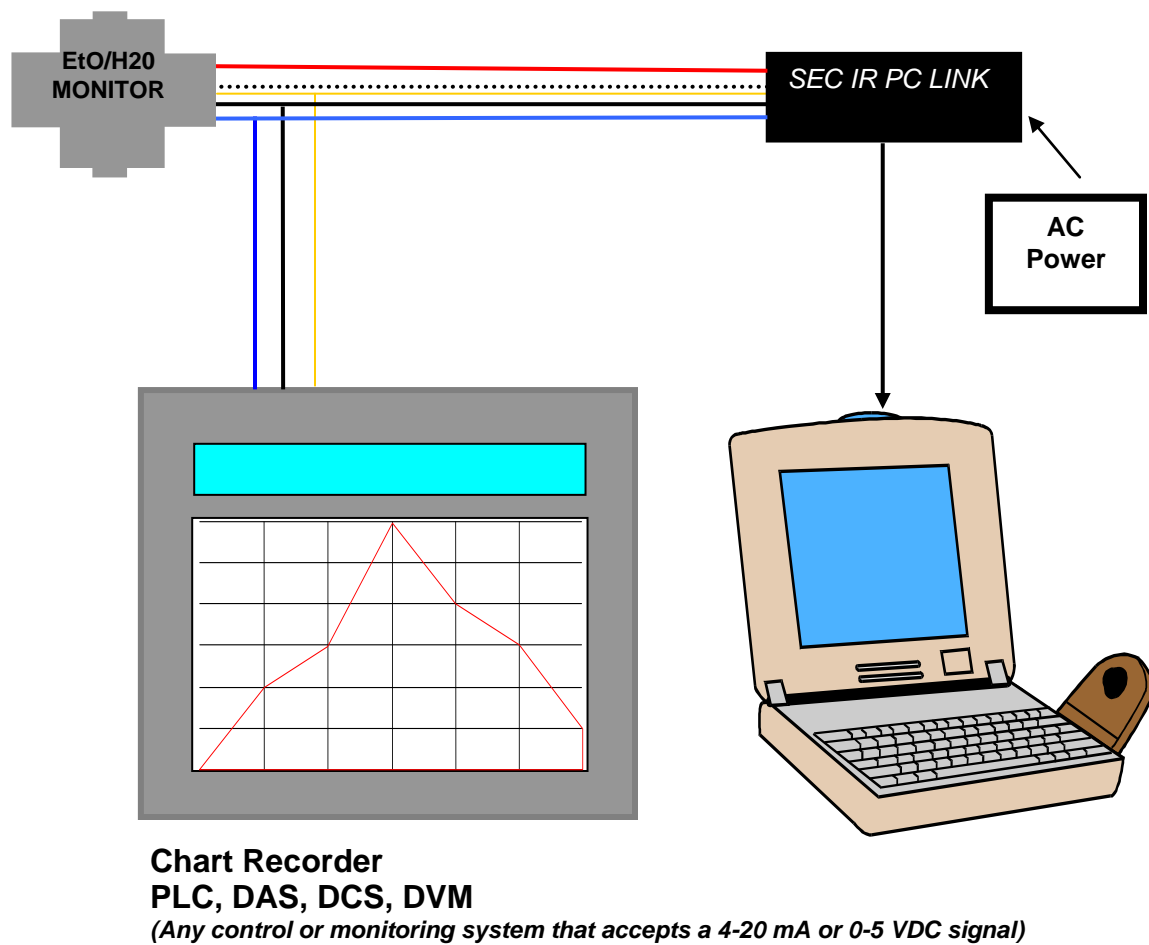 EtO/H20
MONITOR
SEC IR PC LINK
AC
Power
Chart Recorder
PLC, DAS, DCS, DVM
(Any control or monitoring system that accepts a 4-20 mA or 0-5 VDC signal)